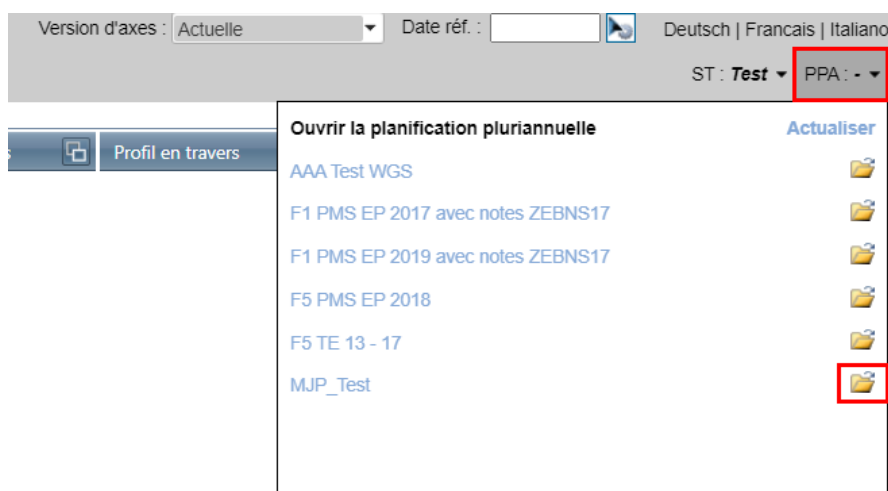 Version d'axes : Actuelle Date réf. : Deutsch | Francais | Italiano
ST : Test PPA : -
Profil en travers
Ouvrir la planification pluriannuelle Actualiser
AAA Test WGS
F1 PMS EP 2017 avec notes ZEBNS17
F1 PMS EP 2019 avec notes ZEBNS17
F5 PMS EP 2018
F5 TE 13 - 17
MJP_Test